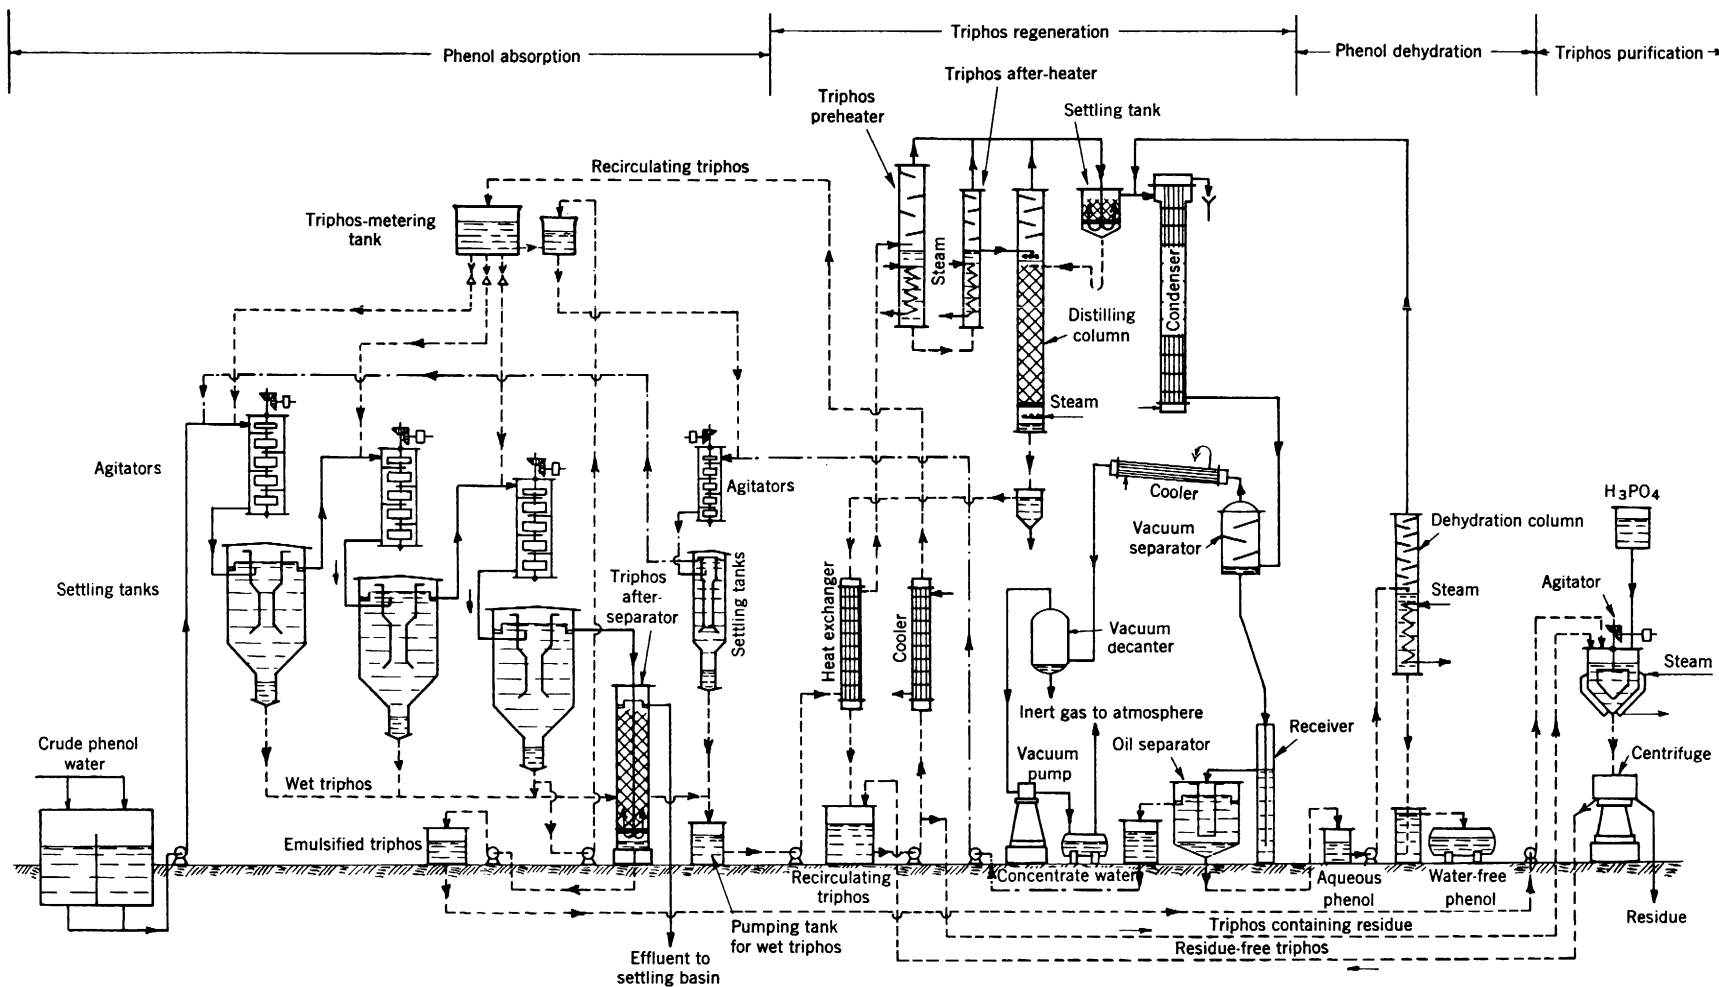 Phenol absorption
Triphos regeneration
Phenol dehydration
Triphos purification
Triphos after-heater
Triphos
preheater
Settling tank
Recirculating triphos
Triphos-metering
tank
Steam
Condenser
Distilling
column
Steam
Agitators
Agitators
Cooler
Vacuum
separator
H3PO4
Dehydration column
Settling tanks
Triphos
after-
separator
Settling tanks
Heat exchanger
Cooler
Vacuum
decanter
Steam
Agitator
Steam
Crude phenol
water
Wet triphos
Inert gas to atmosphere
Oil separator
Receiver
Vacuum
pump
Centrifuge
Emulsified triphos
Recirculating
triphos
Concentrate water
Aqueous
phenol
Water-free
phenol
Residue
Pumping tank
for wet triphos
Triphos containing residue
Residue-free triphos
Effluent to
settling basin